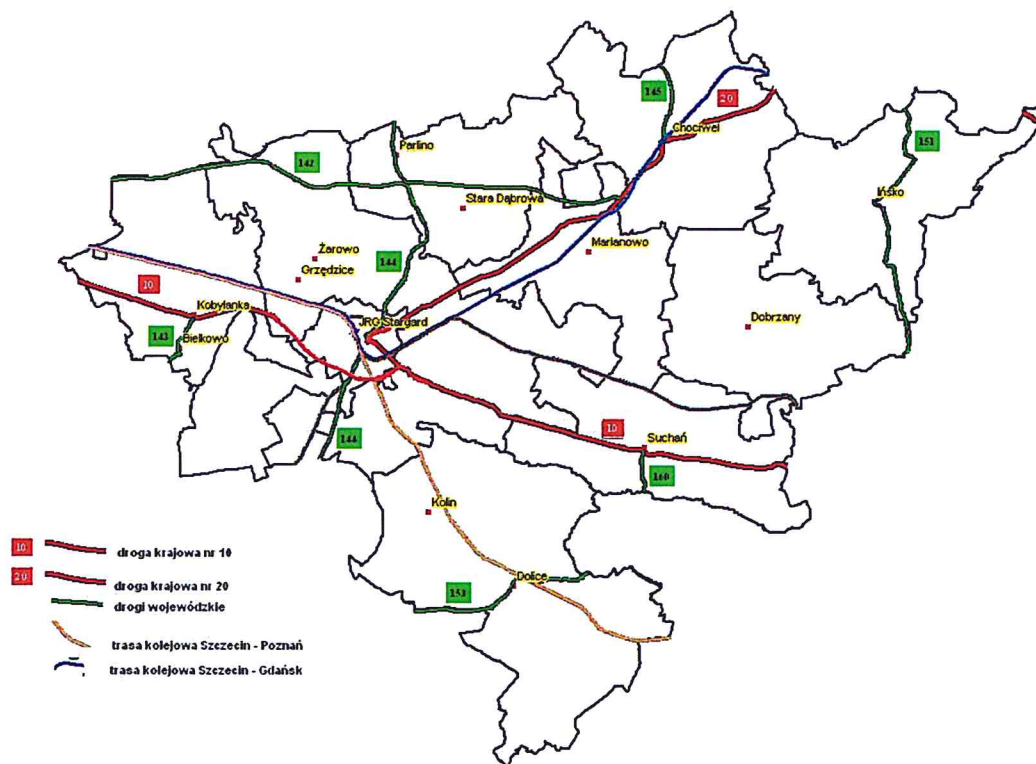 145
20
Chociwel
151
Parlino
142
Ińsko
Stara Dąbrowa
Marianowo
Żarowo
144
Grzędzice
10
Kobylanka
JRG Stargard
Dobrzany
143
Bielkowo
10
144
Suchań
160
Kolin
10 droga krajowa nr 10
Dolice
20 droga krajowa nr 20
153
drogi wojewódzkie
trasa kolejowa Szczecin - Poznań
trasa kolejowa Szczecin - Gdańsk